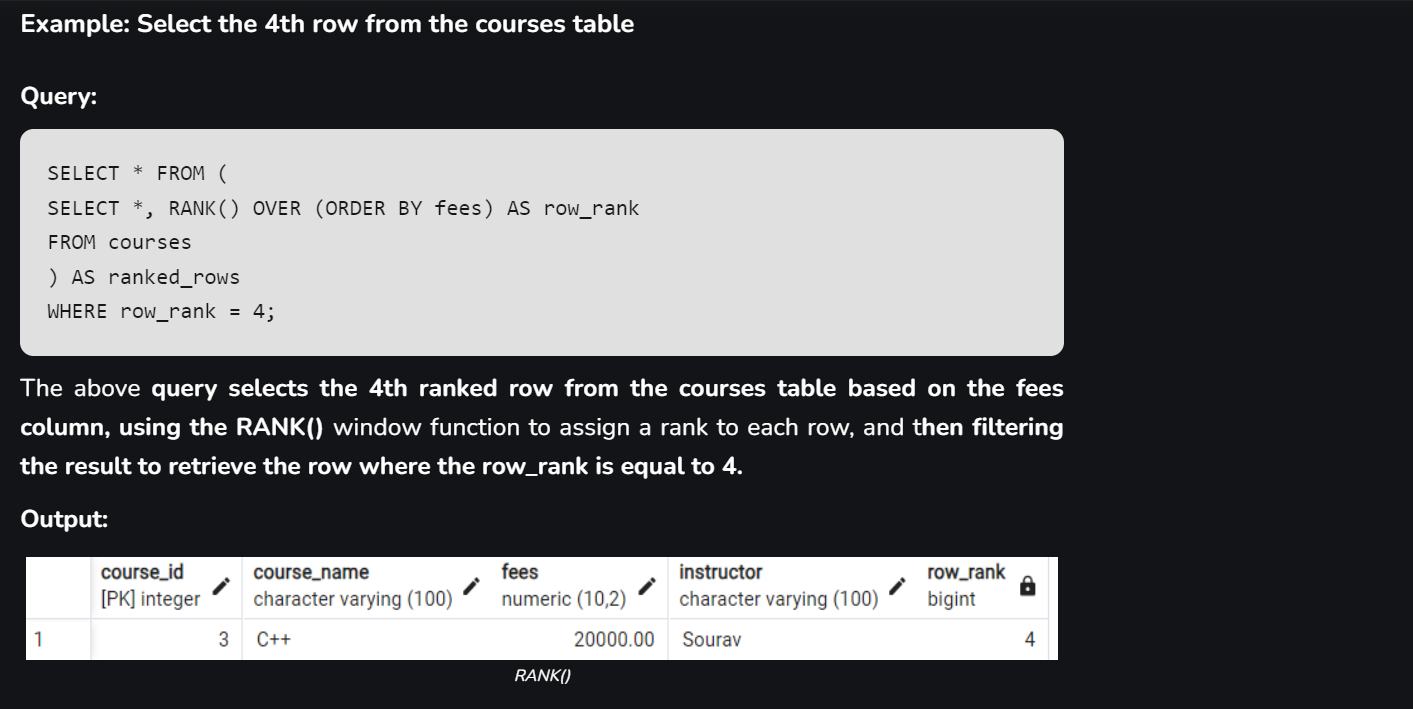 Example: Select the 4th row from the courses table
Query:
SELECT * FROM (
SELECT *, RANK() OVER (ORDER BY fees) AS row_rank
FROM courses
) AS ranked_rows
WHERE row_rank = 4;
The above query selects the 4th ranked row from the courses table based on the fees
column, using the RANK() window function to assign a rank to each row, and then filtering
the result to retrieve the row where the row_rank is equal to 4.
Output:
course_id course_name fees instructor row_rank
[PK] integer character varying (100) numeric (10,2) character varying (100) bigint
1 3 C++ 20000.00 Sourav 4
RANK()